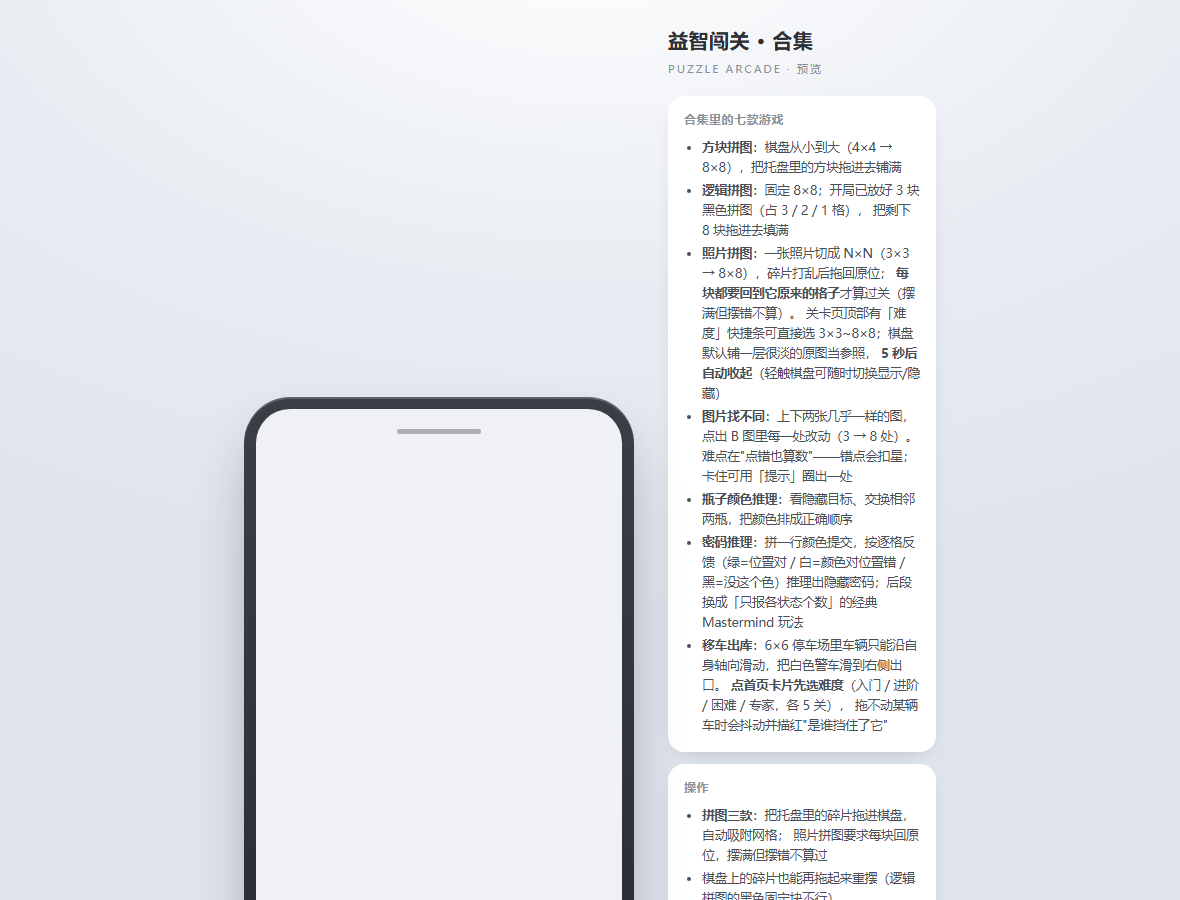 益智闯关 · 合集
PUZZLE ARCADE · 预览
合集里的七款游戏
• 方块拼图：棋盘从小到大（4×4 →
8×8），把托盘里的方块拖进去铺满
• 逻辑拼图：固定 8×8；开局已放好 3 块
黑色拼图（占 3 / 2 / 1 格）， 把剩下
8 块拖进去填满
• 照片拼图：一张照片切成 N×N（3×3
→ 8×8），碎片打乱后拖回原位； 每
块都要回到它原来的格子才算过关（摆
满但摆错不算）。 关卡页顶部有「难
度」快捷条可直接选 3×3~8×8；棋盘
默认铺一层很淡的原图当参照， 5 秒后
自动收起（轻触棋盘可随时切换显示/隐
藏）
• 图片找不同：上下两张几乎一样的图，
点出 B 图里每一处改动（3 → 8 处）。
难点在"点错也算数"——错点会扣星；
卡住可用「提示」圈出一处
• 瓶子颜色推理：看隐藏目标、交换相邻
两瓶，把颜色排成正确顺序
• 密码推理：拼一行颜色提交，按逐格反
馈（绿=位置对 / 白=颜色对位置错 /
黑=没这个色）推理出隐藏密码；后段
换成「只报各状态个数」的经典
Mastermind 玩法
• 移车出库：6×6 停车场里车辆只能沿自
身轴向滑动，把白色警车滑到右侧出
口。 点首页卡片先选难度（入门 / 进阶
/ 困难 / 专家，各 5 关）， 拖不动某辆
车时会抖动并描红"是谁挡住了它"
操作
• 拼图三款：把托盘里的碎片拖进棋盘，
自动吸附网格； 照片拼图要求每块回原
位，摆满但摆错不算过
• 棋盘上的碎片也能再拖起来重摆（逻辑
拼图的黑色固定块不行）